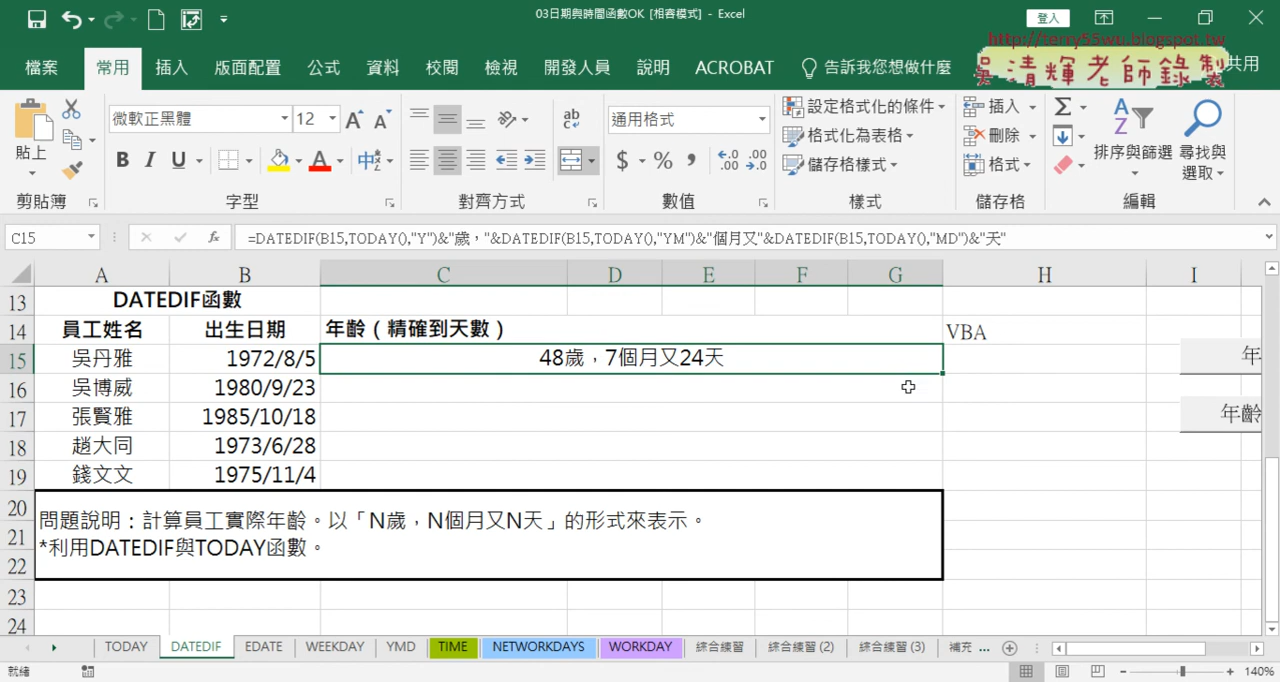 03日期與時間函數OK [相容模式] - Excel
登入
http://terry55wu.blogspot.tw
吳清輝老師錄製
檔案 常用 插入 版面配置 公式 資料 校閱 檢視 開發人員 說明 ACROBAT 告訴我您想做什麼 共用
貼上
微軟正黑體 12
通用格式
設定格式化的條件
格式化為表格
儲存格樣式
插入
刪除
格式
排序與篩選
尋找與
選取
剪貼簿 字型 對齊方式 數值 樣式 儲存格 編輯
C15 =DATEDIF(B15,TODAY(),"Y")&"歲，"&DATEDIF(B15,TODAY(),"YM")&"個月又"&DATEDIF(B15,TODAY(),"MD")&"天"
A B C D E F G H I
13 DATEDIF函數
14 員工姓名 出生日期 年齡（精確到天數） VBA
15 吳丹雅 1972/8/5 48歲，7個月又24天 年
16 吳博威 1980/9/23
17 張賢雅 1985/10/18 年齡
18 趙大同 1973/6/28
19 錢文文 1975/11/4
20 問題說明：計算員工實際年齡。以「N歲，N個月又N天」的形式來表示。
21 *利用DATEDIF與TODAY函數。
22
23
24
TODAY DATEDIF EDATE WEEKDAY YMD TIME NETWORKDAYS WORKDAY 綜合練習 綜合練習 (2) 綜合練習 (3) 補充 ...
就緒 140%